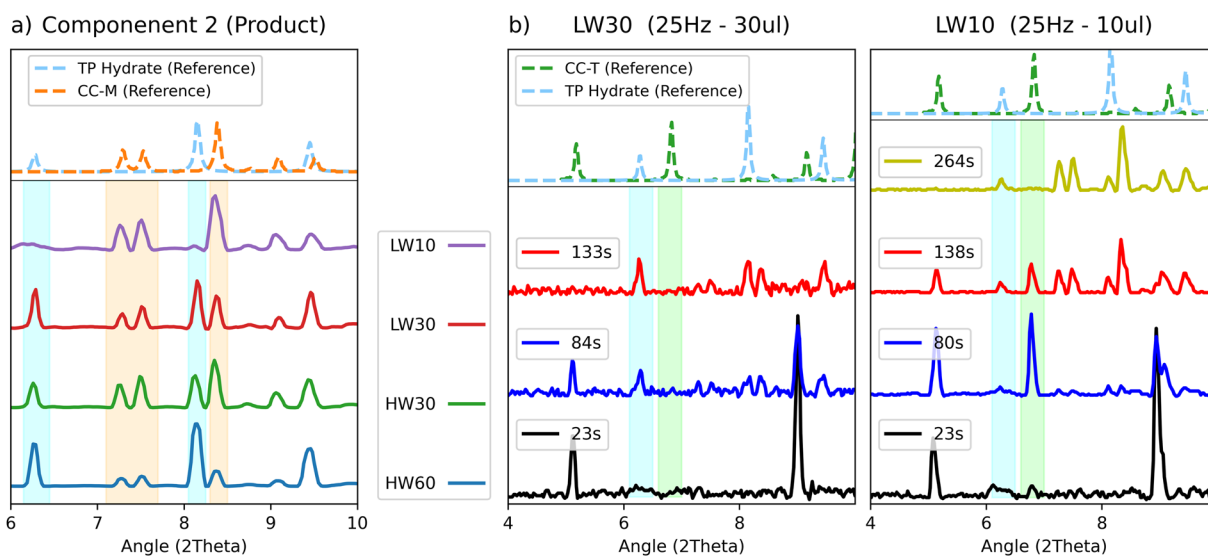 a) Componenent 2 (Product)
TP Hydrate (Reference)
CC-M (Reference)
6 7 8 9 10
Angle (2Theta)
LW10
LW30
HW30
HW60
b) LW30 (25Hz - 30ul)
CC-T (Reference)
TP Hydrate (Reference)
133s
84s
23s
4 6 8
Angle (2Theta)
LW10 (25Hz - 10ul)
264s
138s
80s
23s
4 6 8
Angle (2Theta)